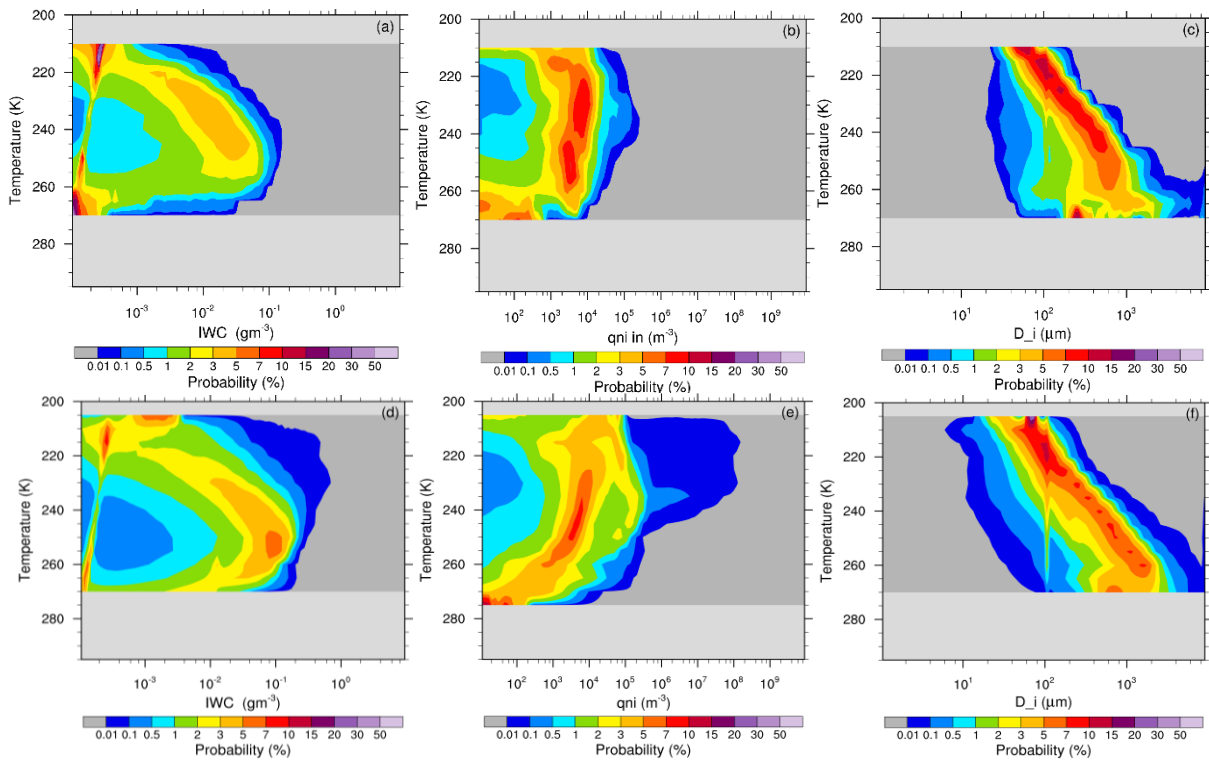 200
220
240
260
280
Temperature (K)
(a)
10-3
10-2
10-1
100
IWC (gm-3)
0.01 0.1 0.5 1 2 3 5 7 10 15 20 30 50
Probability (%)
200
220
240
260
280
Temperature (K)
(b)
102
103
104
105
106
107
108
109
qni in (m-3)
0.01 0.1 0.5 1 2 3 5 7 10 15 20 30 50
Probability (%)
200
220
240
260
280
Temperature (K)
(c)
101
102
103
D_i (μm)
0.01 0.1 0.5 1 2 3 5 7 10 15 20 30 50
Probability (%)
200
220
240
260
280
Temperature (K)
(d)
10-3
10-2
10-1
100
IWC (gm-3)
0.01 0.1 0.5 1 2 3 5 7 10 15 20 30 50
Probability (%)
200
220
240
260
280
Temperature (K)
(e)
102
103
104
105
106
107
108
109
qni (m-3)
0.01 0.1 0.5 1 2 3 5 7 10 15 20 30 50
Probability (%)
200
220
240
260
280
Temperature (K)
(f)
101
102
103
D_i (μm)
0.01 0.1 0.5 1 2 3 5 7 10 15 20 30 50
Probability (%)